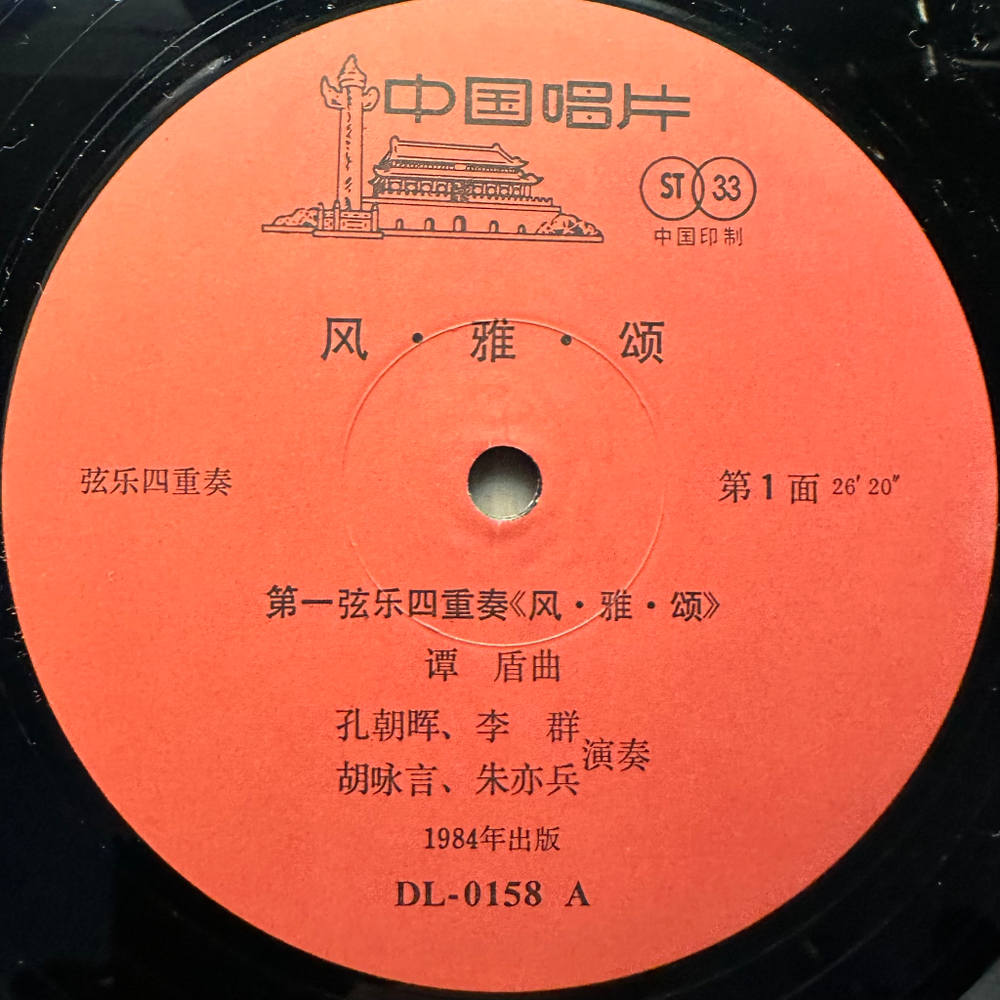 中国唱片
ST 33
中国印制
风·雅·颂
弦乐四重奏
第1面 26′20″
第一弦乐四重奏《风·雅·颂》
谭 盾曲
孔朝晖、李 群
胡咏言、朱亦兵
演奏
1984年出版
DL-0158 A